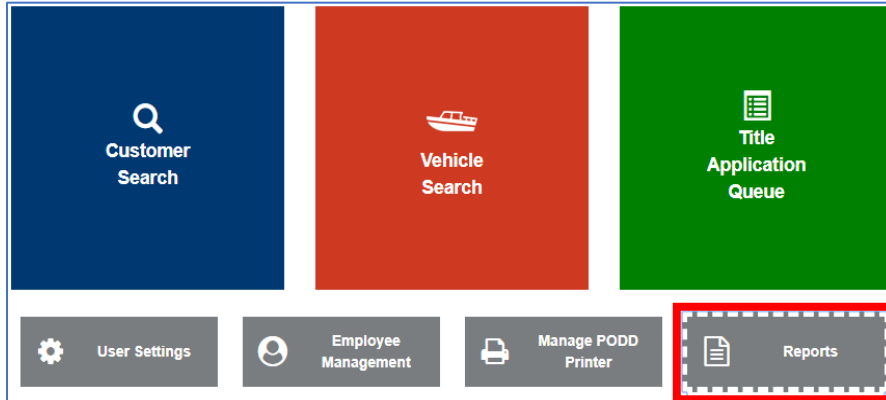 Customer
Search
Vehicle
Search
Title
Application
Queue
User Settings
Employee
Management
Manage PODD
Printer
Reports